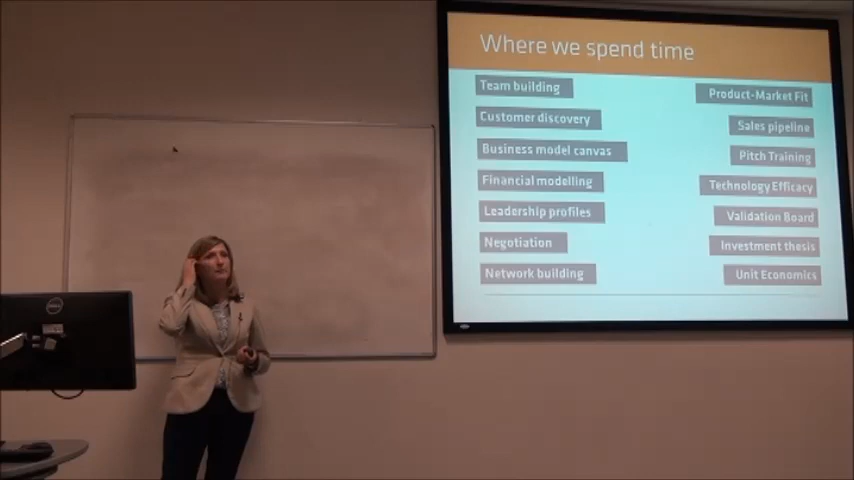 Where we spend time
Team building
Customer discovery
Business model canvas
Financial modelling
Leadership profiles
Negotiation
Network building
Product-Market Fit
Sales pipeline
Pitch Training
Technology Efficacy
Validation Board
Investment thesis
Unit Economics
DELL